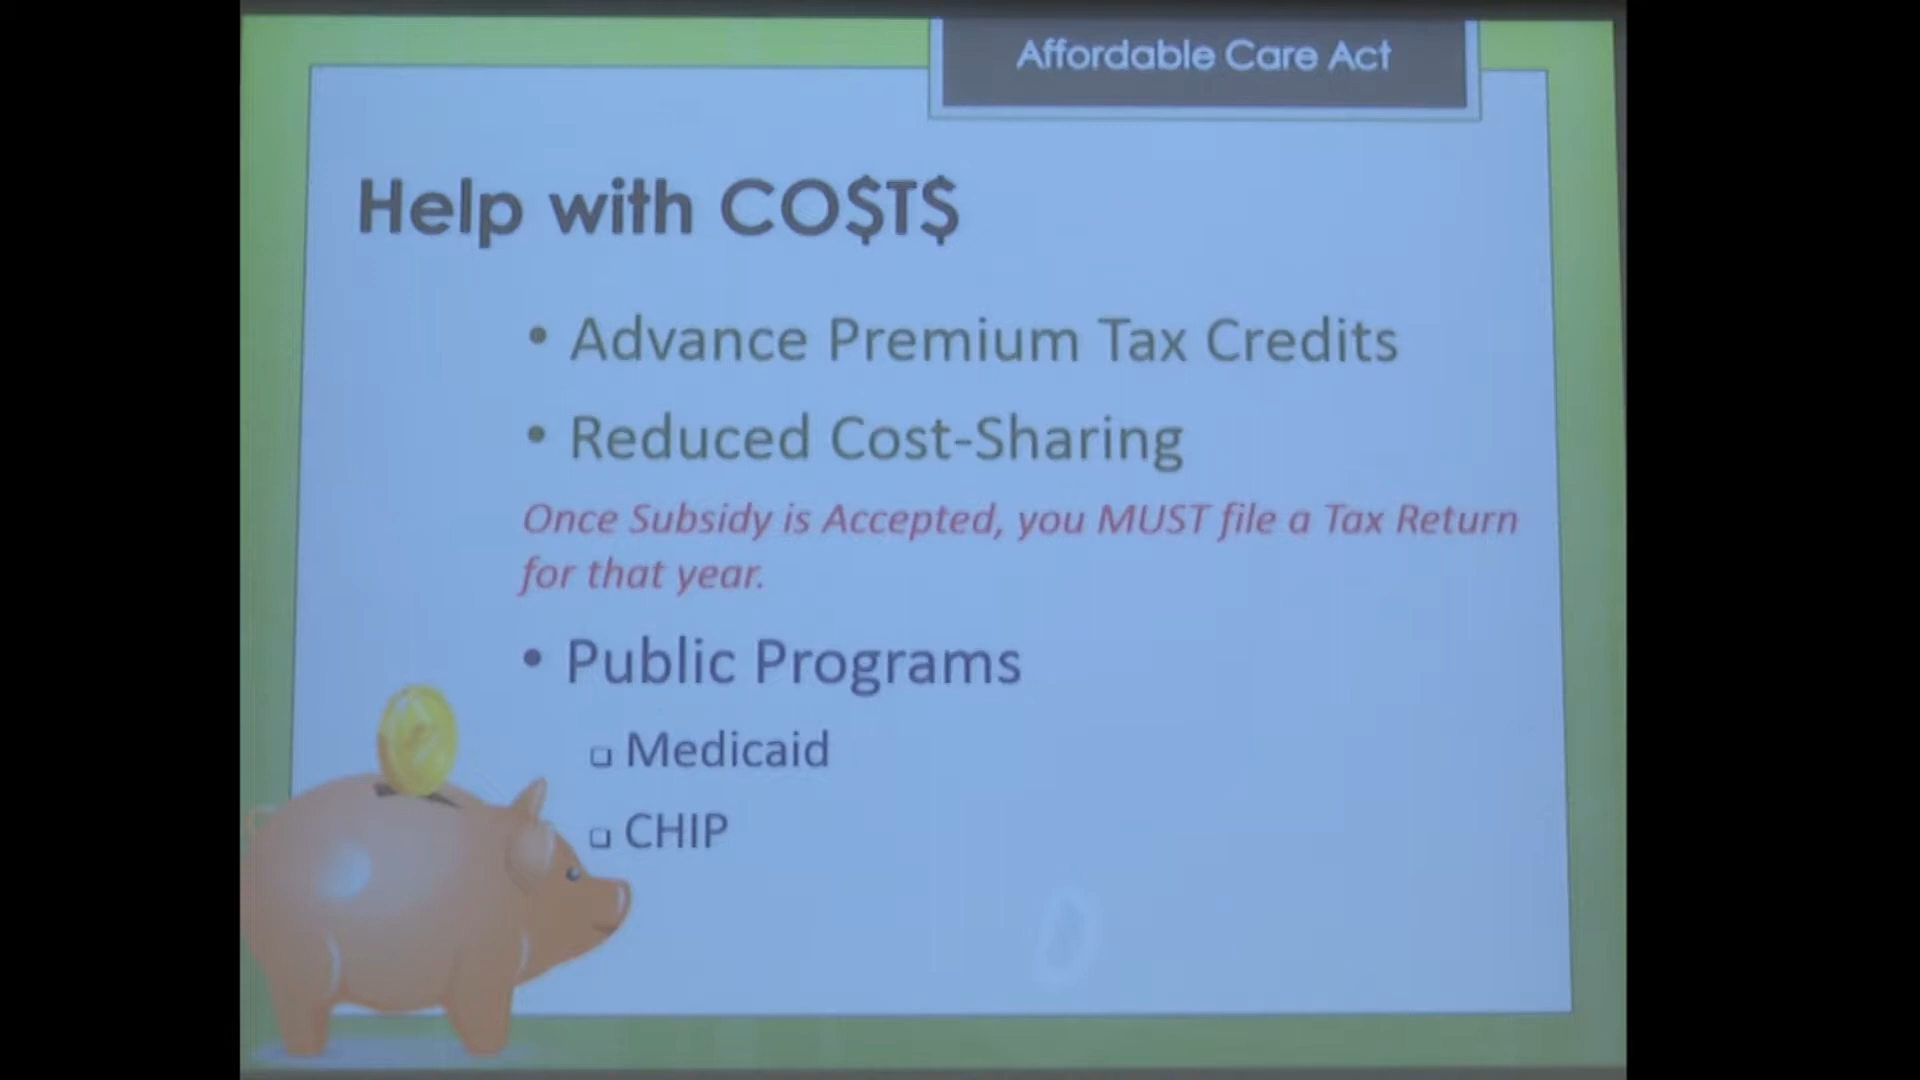 Affordable Care Act
Help with CO$T$
• Advance Premium Tax Credits
• Reduced Cost-Sharing
Once Subsidy is Accepted, you MUST file a Tax Return
for that year.
• Public Programs
❑ Medicaid
❑ CHIP